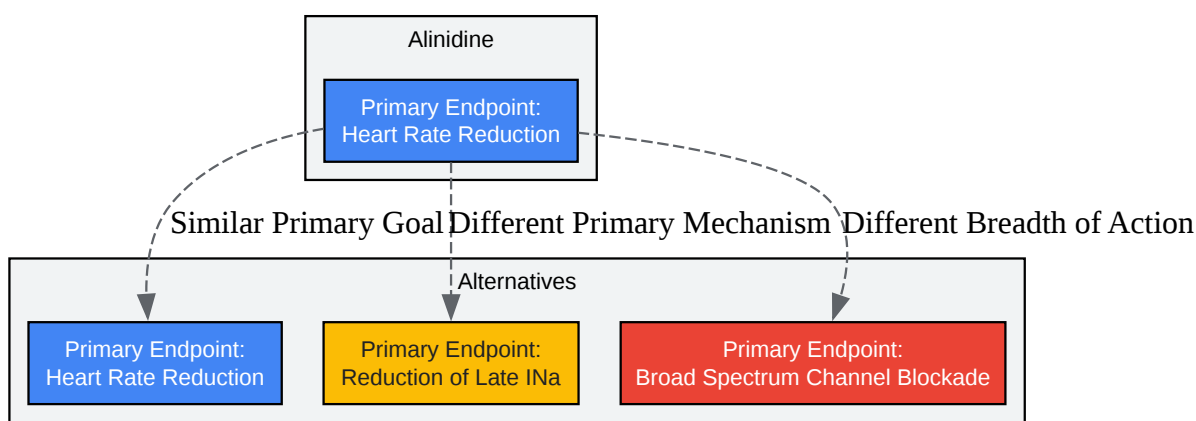 Alinidine
Primary Endpoint:
Heart Rate Reduction
Similar Primary Goal
Different Primary Mechanism
Different Breadth of Action
Alternatives
Primary Endpoint:
Heart Rate Reduction
Primary Endpoint:
Reduction of Late INa
Primary Endpoint:
Broad Spectrum Channel Blockade